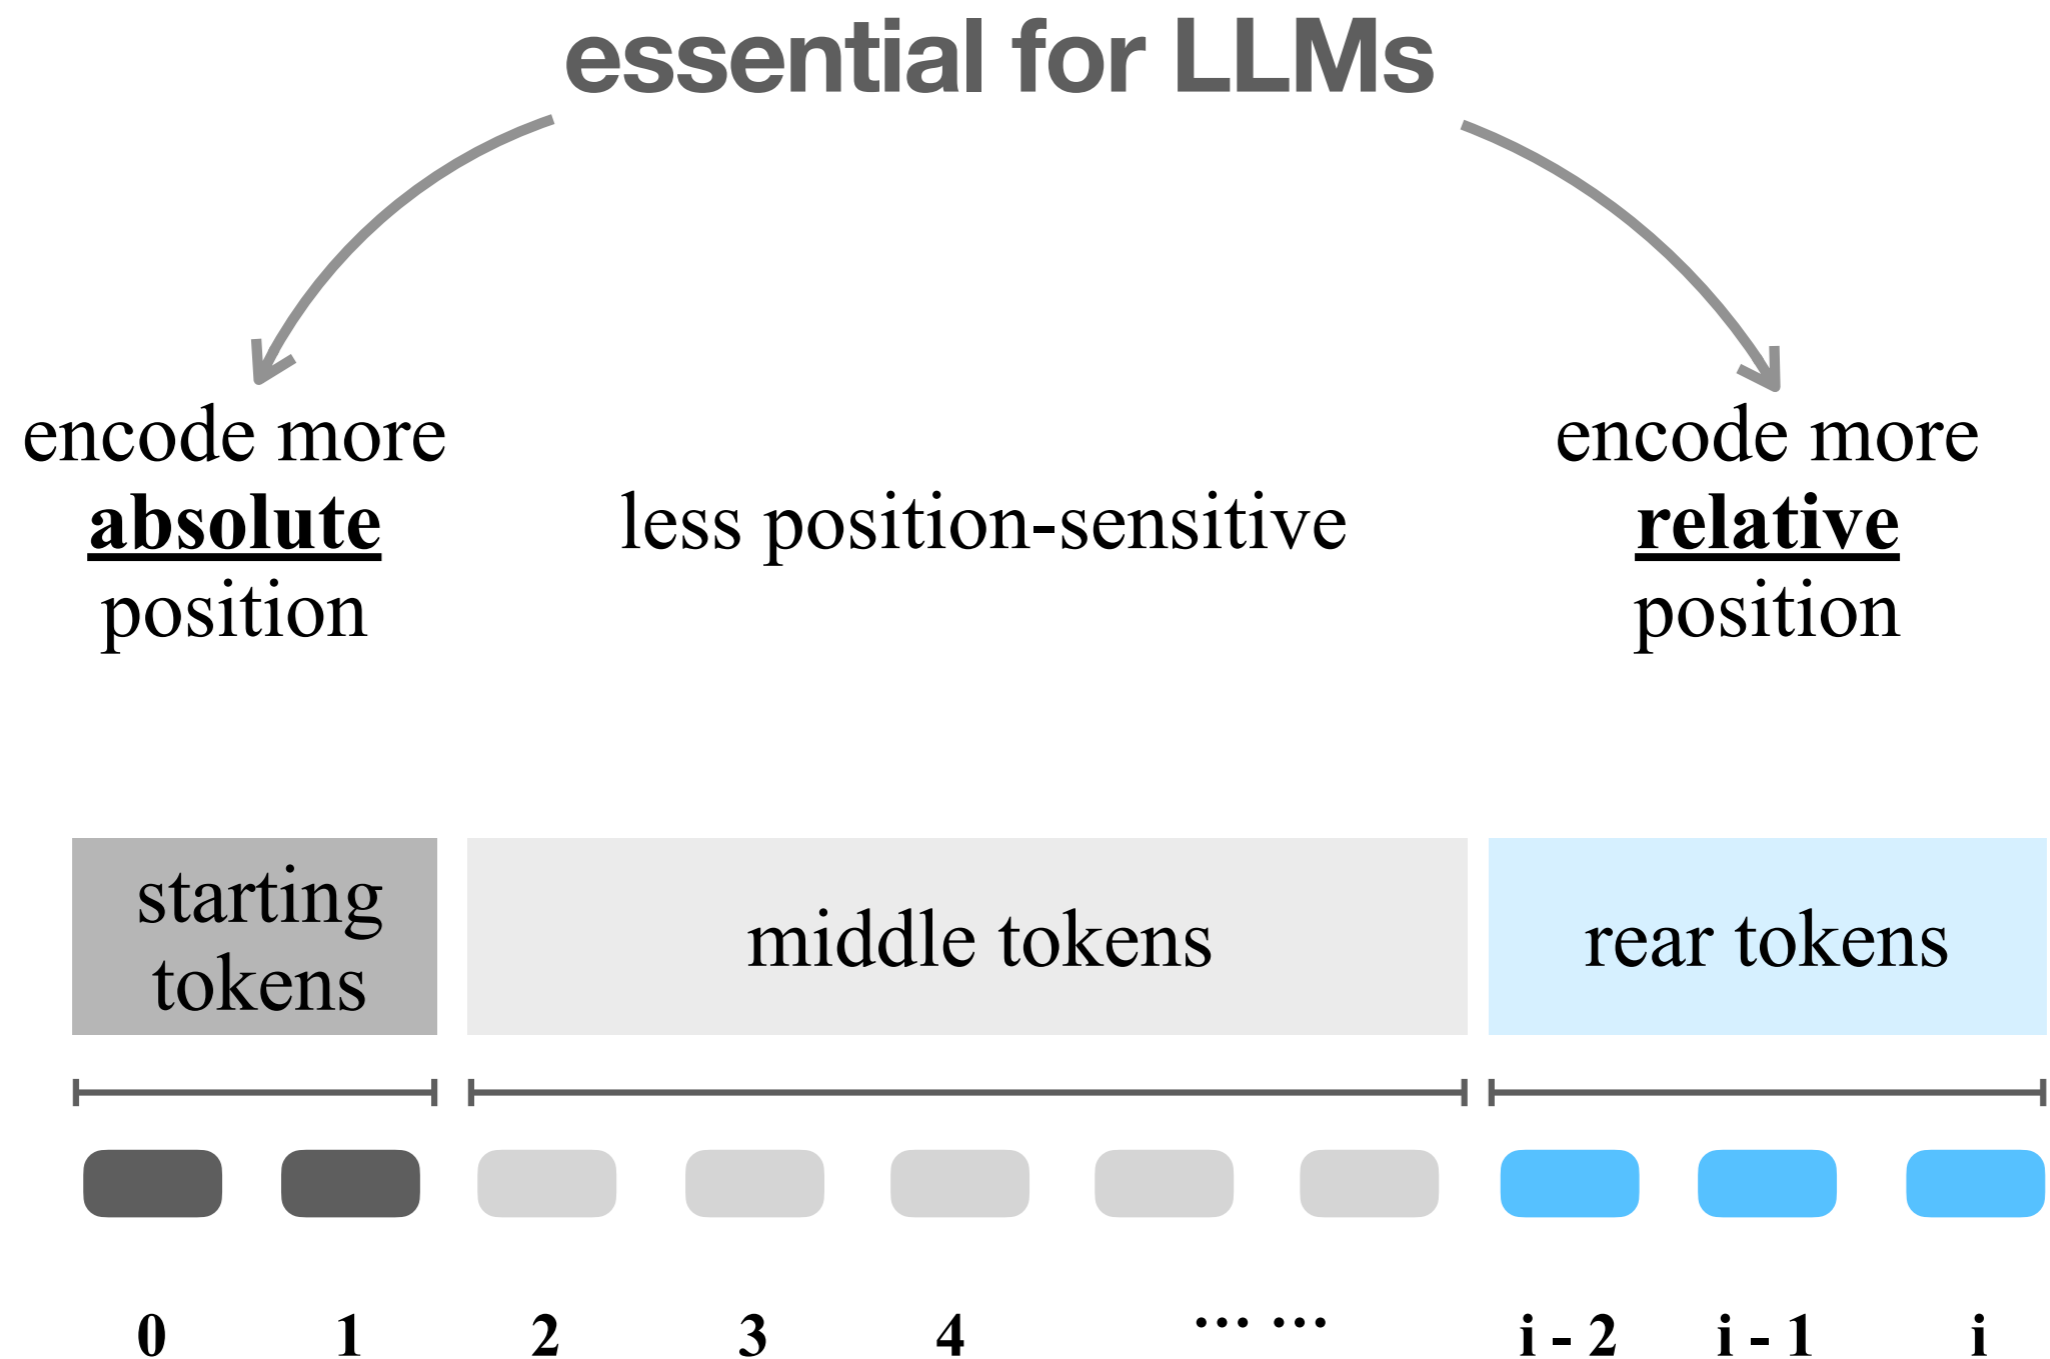 essential for LLMs
encode more
absolute
position
less position-sensitive
encode more
relative
position
starting
tokens
middle tokens
rear tokens
0 1 2 3 4 ... ... i - 2 i - 1 i